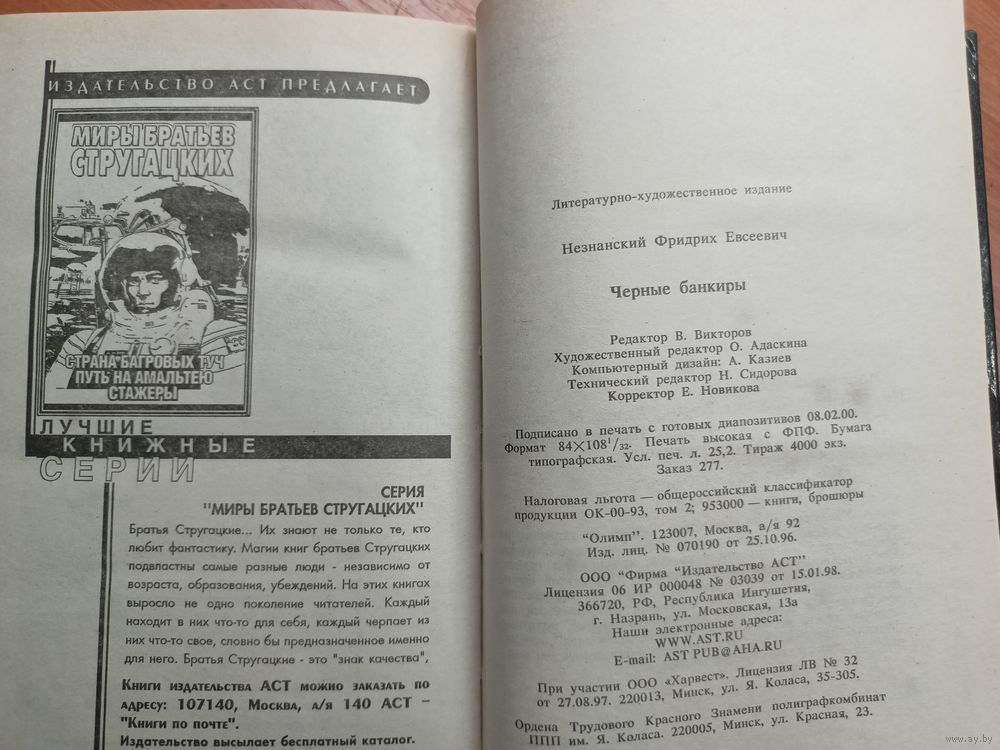 ИЗДАТЕЛЬСТВО АСТ ПРЕДЛАГАЕТ
МИРЫ БРАТЬЕВ
СТРУГАЦКИХ
СТРАНА БАГРОВЫХ ТУЧ
ПУТЬ НА АМАЛЬТЕЮ
СТАЖЕРЫ
ЛУЧШИЕ
КНИЖНЫЕ
СЕРИИ
СЕРИЯ
"МИРЫ БРАТЬЕВ СТРУГАЦКИХ"
Братья Стругацкие... Их знают не только те, кто
любит фантастику. Магии книг братьев Стругацких
подвластны самые разные люди - независимо от
возраста, образования, убеждений. На этих книгах
выросло не одно поколение читателей. Каждый
находит в них что-то для себя, каждый черпает из
них что-то свое, словно бы предназначенное именно
для него. Братья Стругацкие - это "знак качества",
Книги издательства АСТ можно заказать по
адресу: 107140, Москва, а/я 140 АСТ –
"Книги по почте".
Издательство высылает бесплатный каталог.
Литературно-художественное издание
Незнанский Фридрих Евсеевич
Черные банкиры
Редактор В. Викторов
Художественный редактор О. Адаскина
Компьютерный дизайн: А. Казиев
Технический редактор Н. Сидорова
Корректор Е. Новикова
Подписано в печать с готовых диапозитивов 08.02.00.
Формат 84×108¹/₃₂. Печать высокая с ФПФ. Бумага
типографская. Усл. печ. л. 25,2. Тираж 4000 экз.
Заказ 277.
Налоговая льгота — общероссийский классификатор
продукции ОК-00-93, том 2; 953000 — книги, брошюры
"Олимп". 123007, Москва, а/я 92
Изд. лиц. № 070190 от 25.10.96.
ООО "Фирма "Издательство АСТ"
Лицензия 06 ИР 000048 № 03039 от 15.01.98.
366720, РФ, Республика Ингушетия,
г. Назрань, ул. Московская, 13а
Наши электронные адреса:
WWW.AST.RU
E-mail: AST PUB@AHA.RU
При участии ООО «Харвест». Лицензия ЛВ № 32
от 27.08.97. 220013, Минск, ул. Я. Коласа, 35-305.
Ордена Трудового Красного Знамени полиграфкомбинат
ППП им. Я. Коласа. 220005, Минск, ул. Красная, 23.
www.ay.by